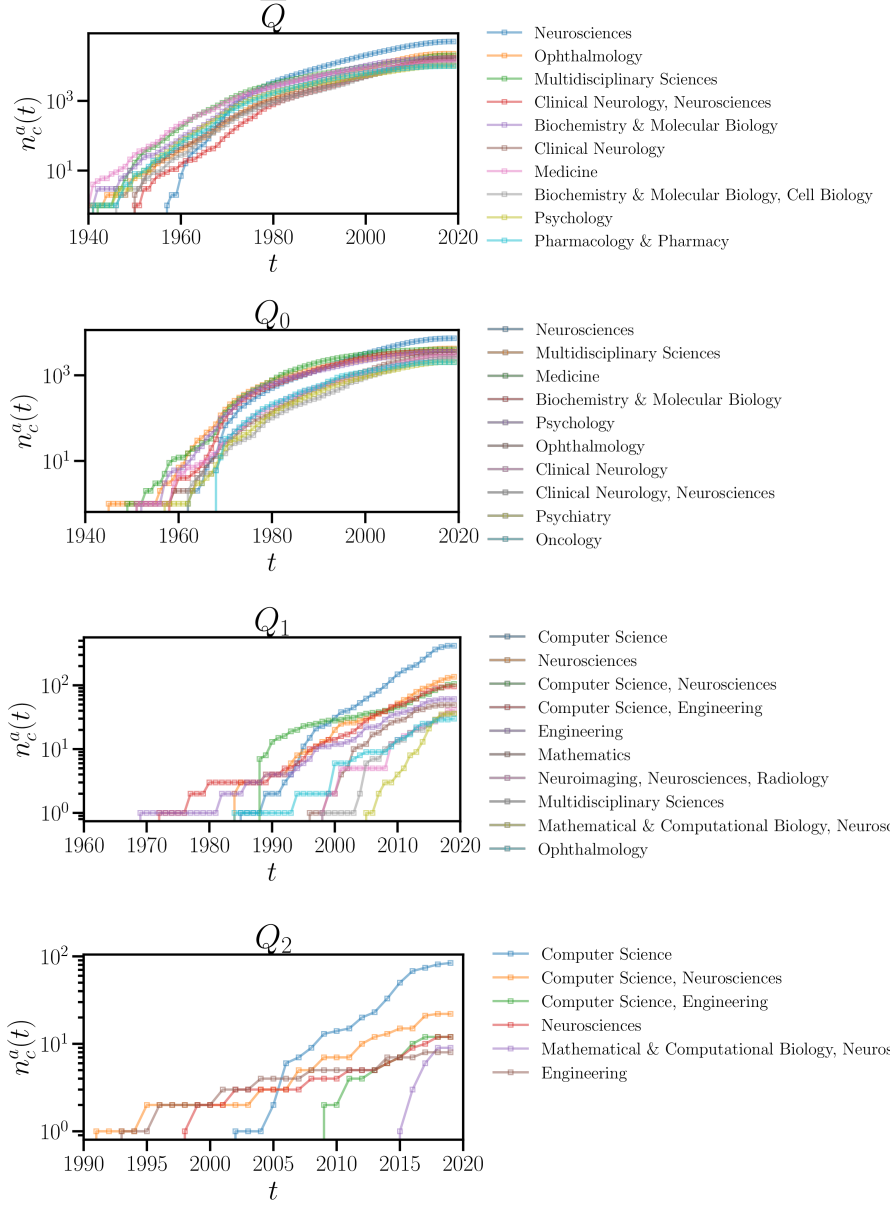 Q
Neurosciences
Ophthalmology
Multidisciplinary Sciences
Clinical Neurology, Neurosciences
Biochemistry & Molecular Biology
Clinical Neurology
Medicine
Biochemistry & Molecular Biology, Cell Biology
Psychology
Pharmacology & Pharmacy
n_c^a(t)
10^3
10^1
1940 1960 1980 2000 2020
t
Q_0
Neurosciences
Multidisciplinary Sciences
Medicine
Biochemistry & Molecular Biology
Psychology
Ophthalmology
Clinical Neurology
Clinical Neurology, Neurosciences
Psychiatry
Oncology
n_c^a(t)
10^3
10^1
1940 1960 1980 2000 2020
t
Q_1
Computer Science
Neurosciences
Computer Science, Neurosciences
Computer Science, Engineering
Engineering
Mathematics
Neuroimaging, Neurosciences, Radiology
Multidisciplinary Sciences
Mathematical & Computational Biology, Neurosc
Ophthalmology
n_c^a(t)
10^2
10^1
10^0
1960 1970 1980 1990 2000 2010 2020
t
Q_2
Computer Science
Computer Science, Neurosciences
Computer Science, Engineering
Neurosciences
Mathematical & Computational Biology, Neuros
Engineering
n_c^a(t)
10^2
10^1
10^0
1990 1995 2000 2005 2010 2015 2020
t